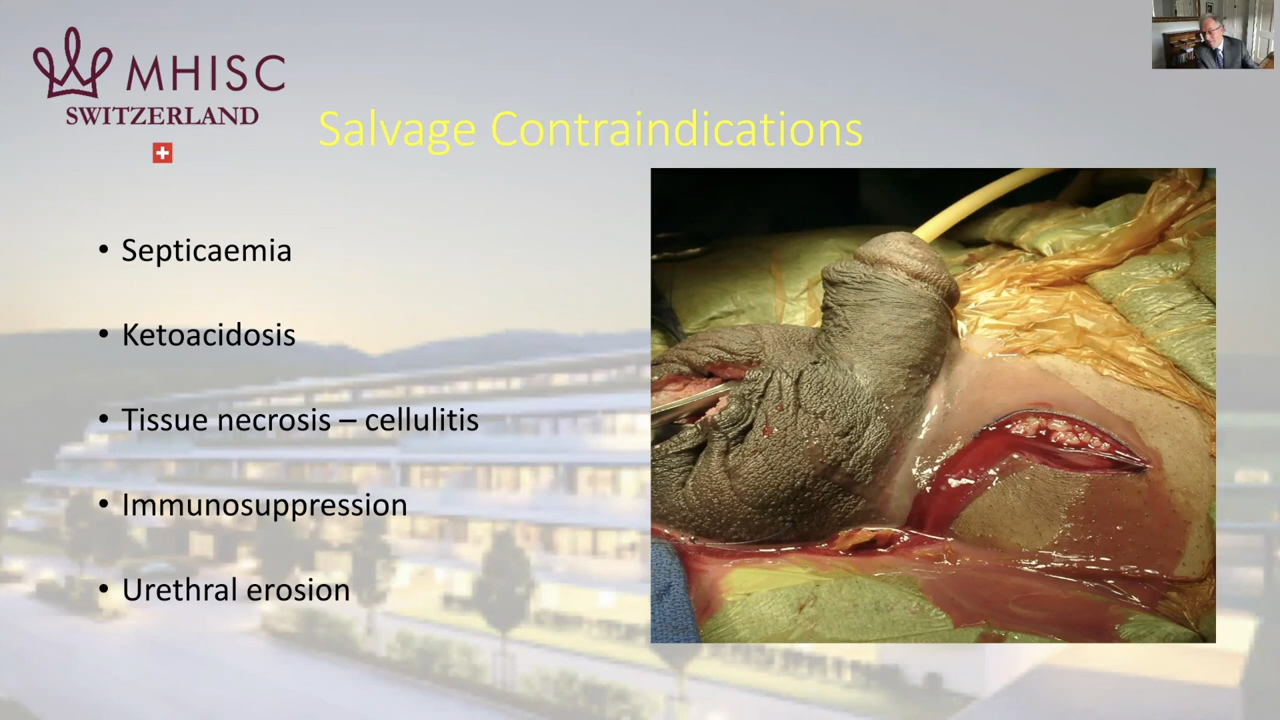 MHISC
SWITZERLAND
Salvage Contraindications
• Septicaemia
• Ketoacidosis
• Tissue necrosis – cellulitis
• Immunosuppression
• Urethral erosion